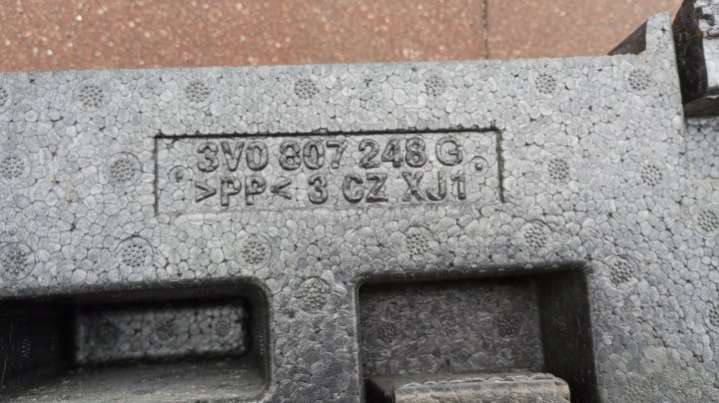 3V0 807 248 G
>PP< 3 CZ XJ1